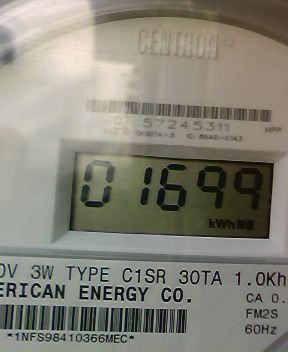 CENTRON®
57245311
HPP
01699
kWh
0V 3W TYPE C1SR 30TA 1.0Kh
ERICAN ENERGY CO.
CA 0.
FM2S
60Hz
*1NFS98410366MEC*